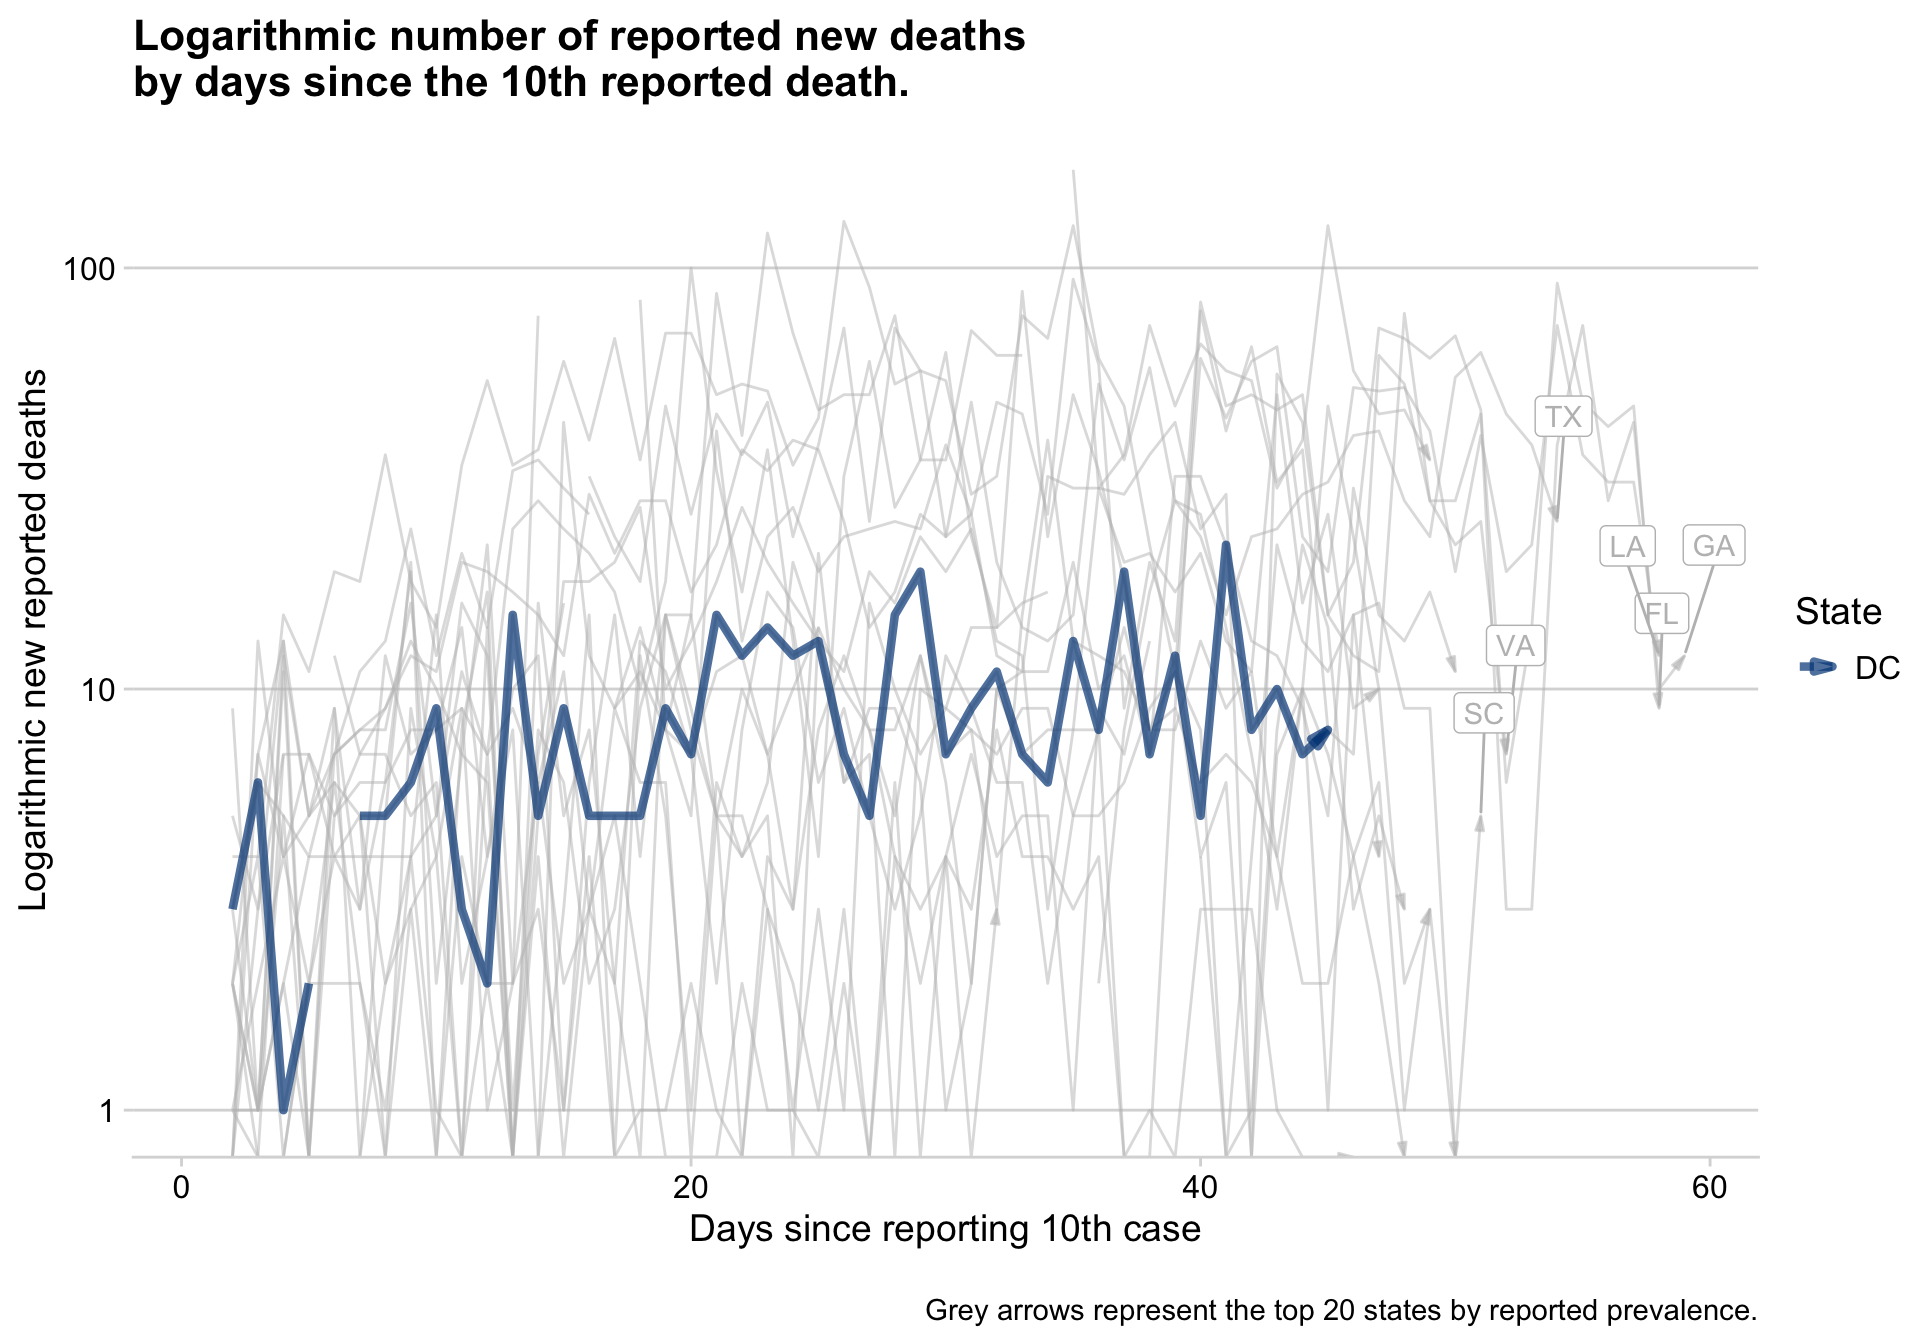 Logarithmic number of reported new deaths
by days since the 10th reported death.
Logarithmic new reported deaths
100
10
1
TX
LA
GA
FL
VA
SC
State
DC
0
20
40
60
Days since reporting 10th case
Grey arrows represent the top 20 states by reported prevalence.